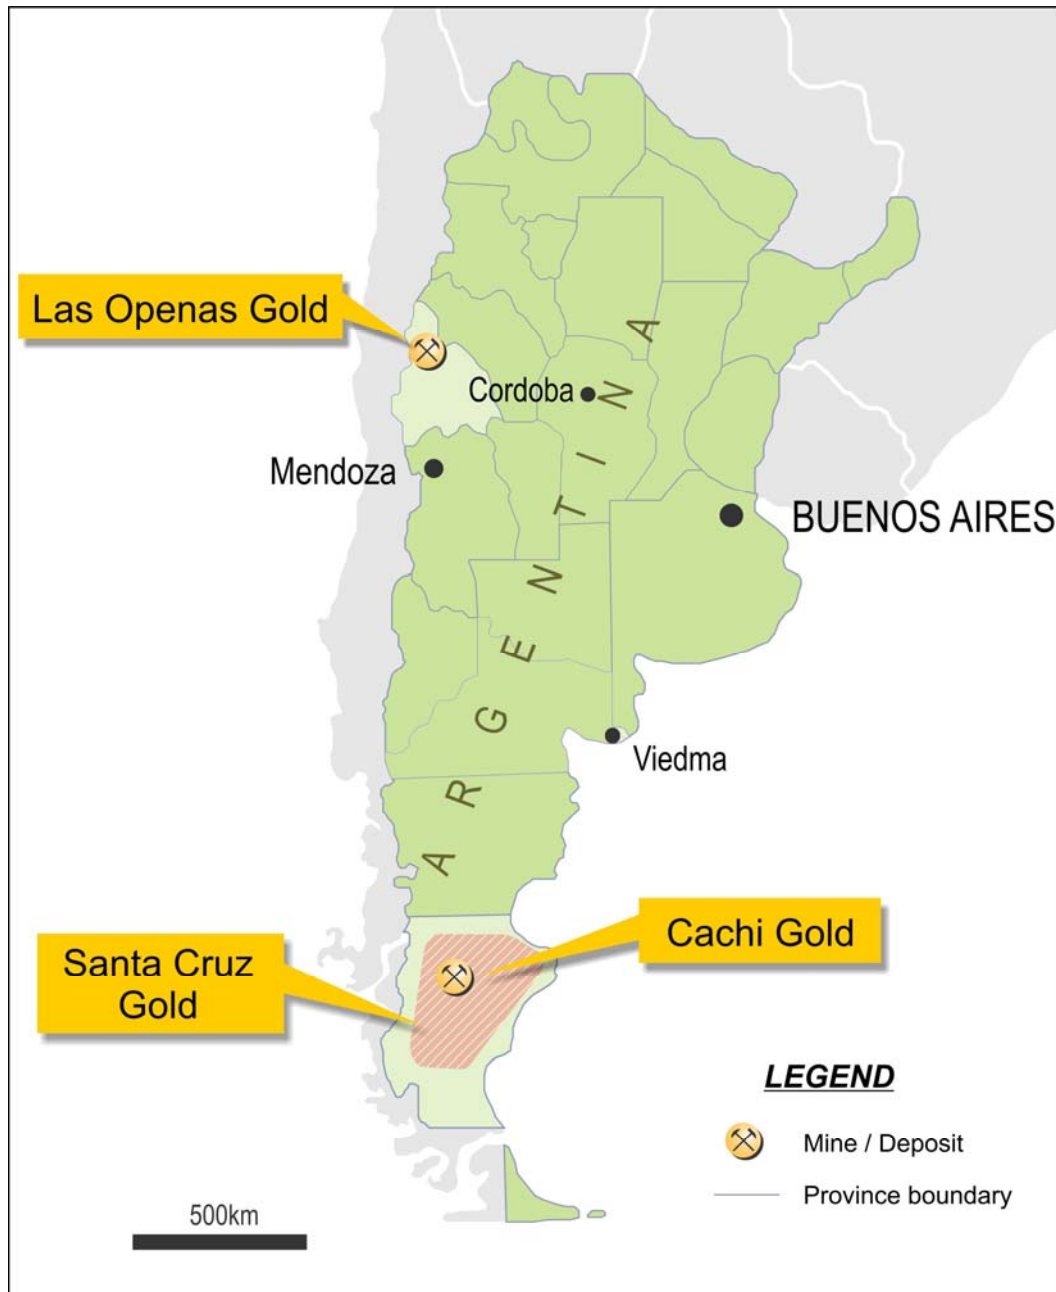 Las Openas Gold
Cordoba
Mendoza
BUENOS AIRES
ARGENTINA
Viedma
Cachi Gold
Santa Cruz
Gold
LEGEND
Mine / Deposit
Province boundary
500km